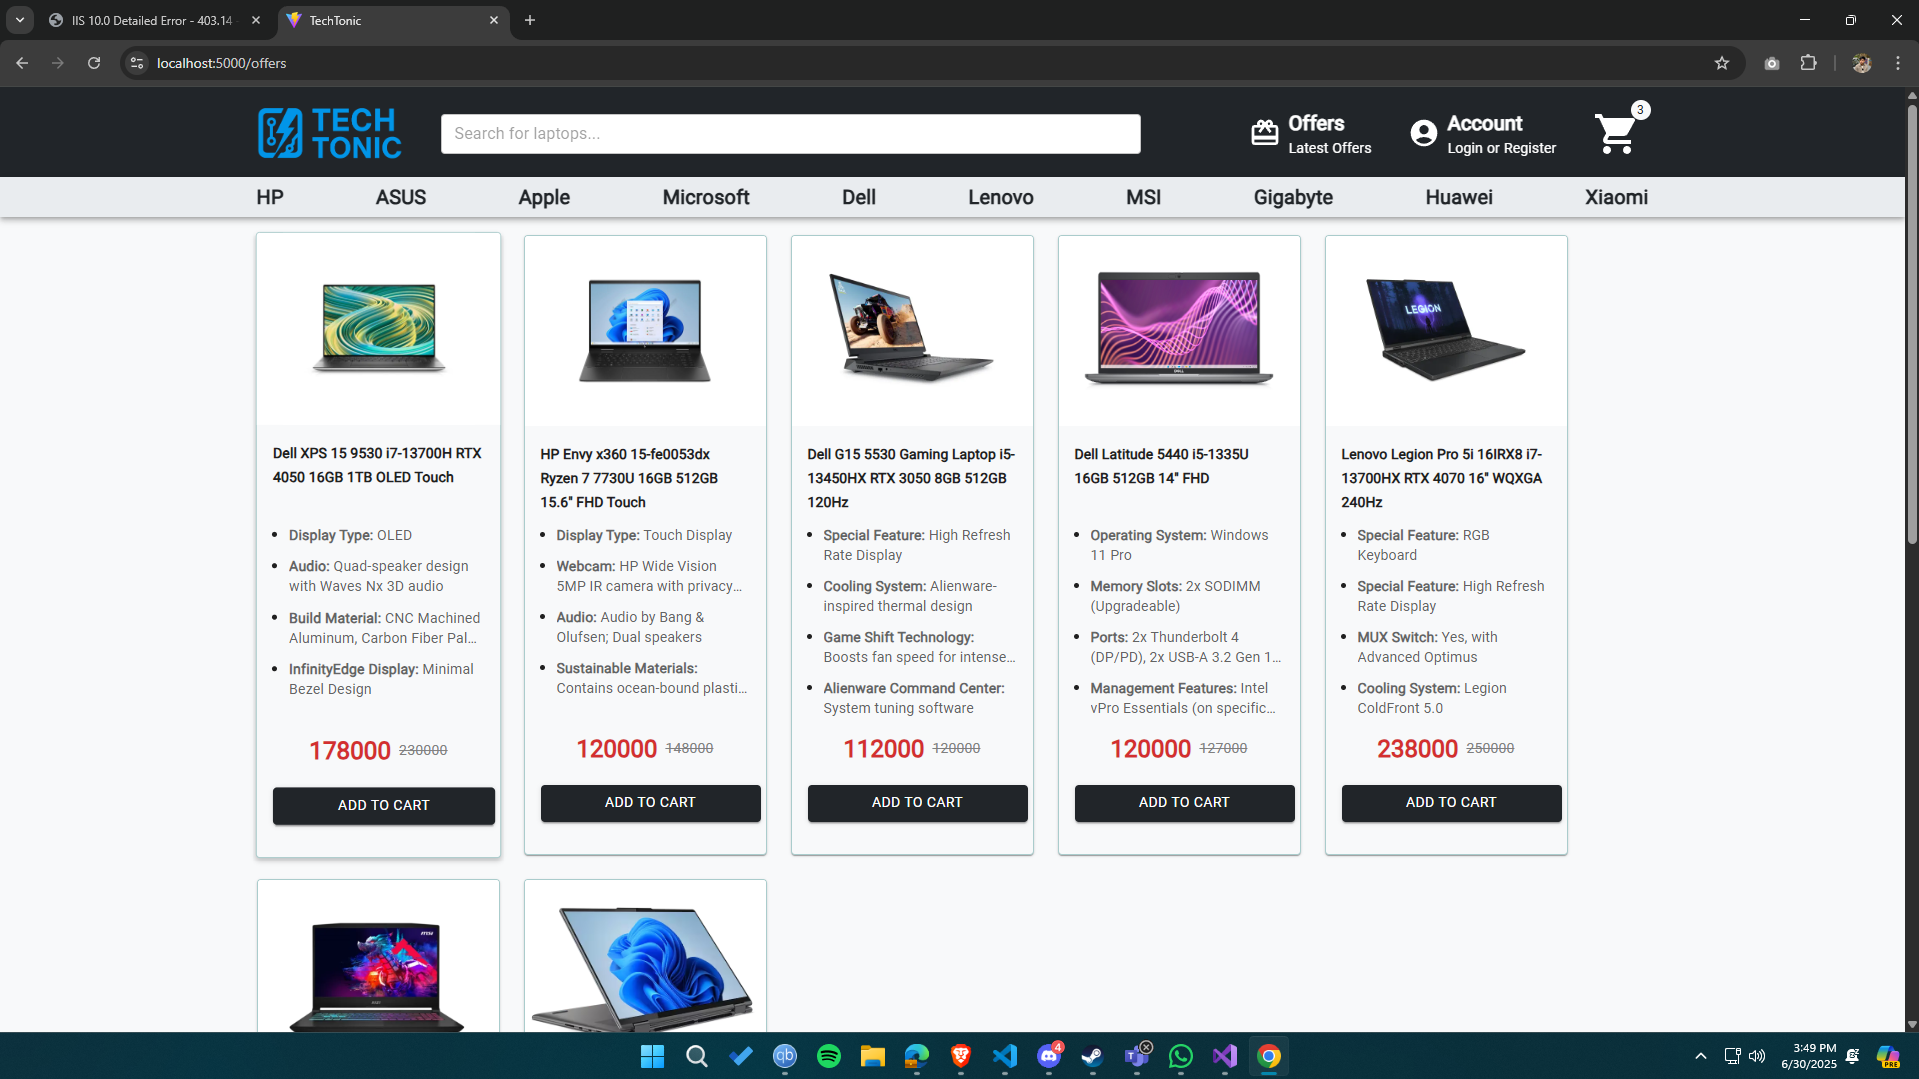 IIS 10.0 Detailed Error - 403.14
TechTonic
localhost:5000/offers
TECH
TONIC
Search for laptops...
Offers
Latest Offers
Account
Login or Register
3
HP
ASUS
Apple
Microsoft
Dell
Lenovo
MSI
Gigabyte
Huawei
Xiaomi
Dell XPS 15 9530 i7-13700H RTX
4050 16GB 1TB OLED Touch
Display Type: OLED
Audio: Quad-speaker design
with Waves Nx 3D audio
Build Material: CNC Machined
Aluminum, Carbon Fiber Pal...
InfinityEdge Display: Minimal
Bezel Design
178000 230000
ADD TO CART
HP Envy x360 15-fe0053dx
Ryzen 7 7730U 16GB 512GB
15.6" FHD Touch
Display Type: Touch Display
Webcam: HP Wide Vision
5MP IR camera with privacy...
Audio: Audio by Bang &
Olufsen; Dual speakers
Sustainable Materials:
Contains ocean-bound plasti...
120000 148000
ADD TO CART
Dell G15 5530 Gaming Laptop i5-
13450HX RTX 3050 8GB 512GB
120Hz
Special Feature: High Refresh
Rate Display
Cooling System: Alienware-
inspired thermal design
Game Shift Technology:
Boosts fan speed for intense...
Alienware Command Center:
System tuning software
112000 120000
ADD TO CART
Dell Latitude 5440 i5-1335U
16GB 512GB 14" FHD
Operating System: Windows
11 Pro
Memory Slots: 2x SODIMM
(Upgradeable)
Ports: 2x Thunderbolt 4
(DP/PD), 2x USB-A 3.2 Gen 1...
Management Features: Intel
vPro Essentials (on specific...
120000 127000
ADD TO CART
LEGION
Lenovo Legion Pro 5i 16IRX8 i7-
13700HX RTX 4070 16" WQXGA
240Hz
Special Feature: RGB
Keyboard
Special Feature: High Refresh
Rate Display
MUX Switch: Yes, with
Advanced Optimus
Cooling System: Legion
ColdFront 5.0
238000 250000
ADD TO CART
msi
qb
4
3:49 PM
6/30/2025
PRE